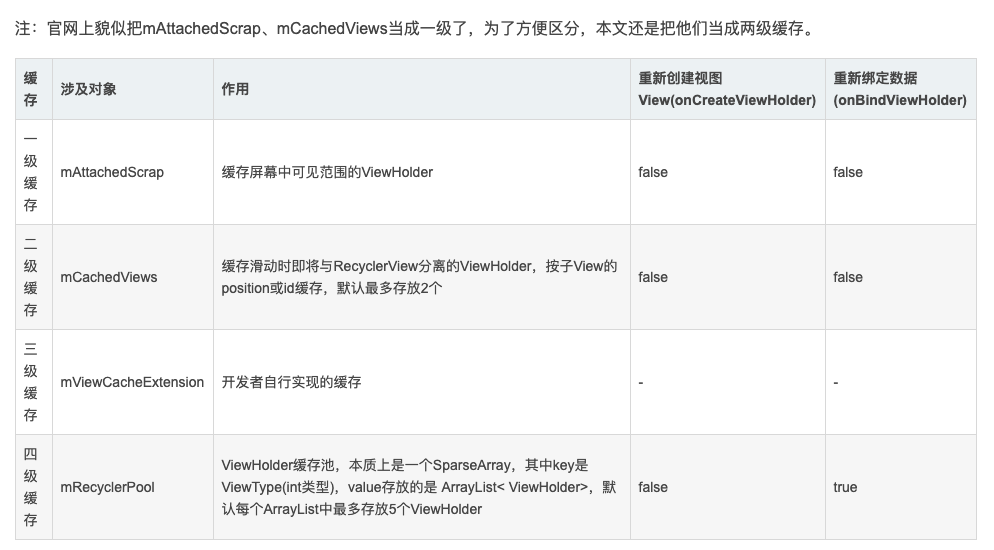 注：官网上貌似把mAttachedScrap、mCachedViews当成一级了，为了方便区分，本文还是把他们当成两级缓存。
缓存
涉及对象
作用
重新创建视图
View(onCreateViewHolder)
重新绑定数据
(onBindViewHolder)
一级缓存
mAttachedScrap
缓存屏幕中可见范围的ViewHolder
false
false
二级缓存
mCachedViews
缓存滑动时即将与RecyclerView分离的ViewHolder，按子View的
position或id缓存，默认最多存放2个
false
false
三级缓存
mViewCacheExtension
开发者自行实现的缓存
-
-
四级缓存
mRecyclerPool
ViewHolder缓存池，本质上是一个SparseArray，其中key是
ViewType(int类型)，value存放的是 ArrayList< ViewHolder>，默
认每个ArrayList中最多存放5个ViewHolder
false
true